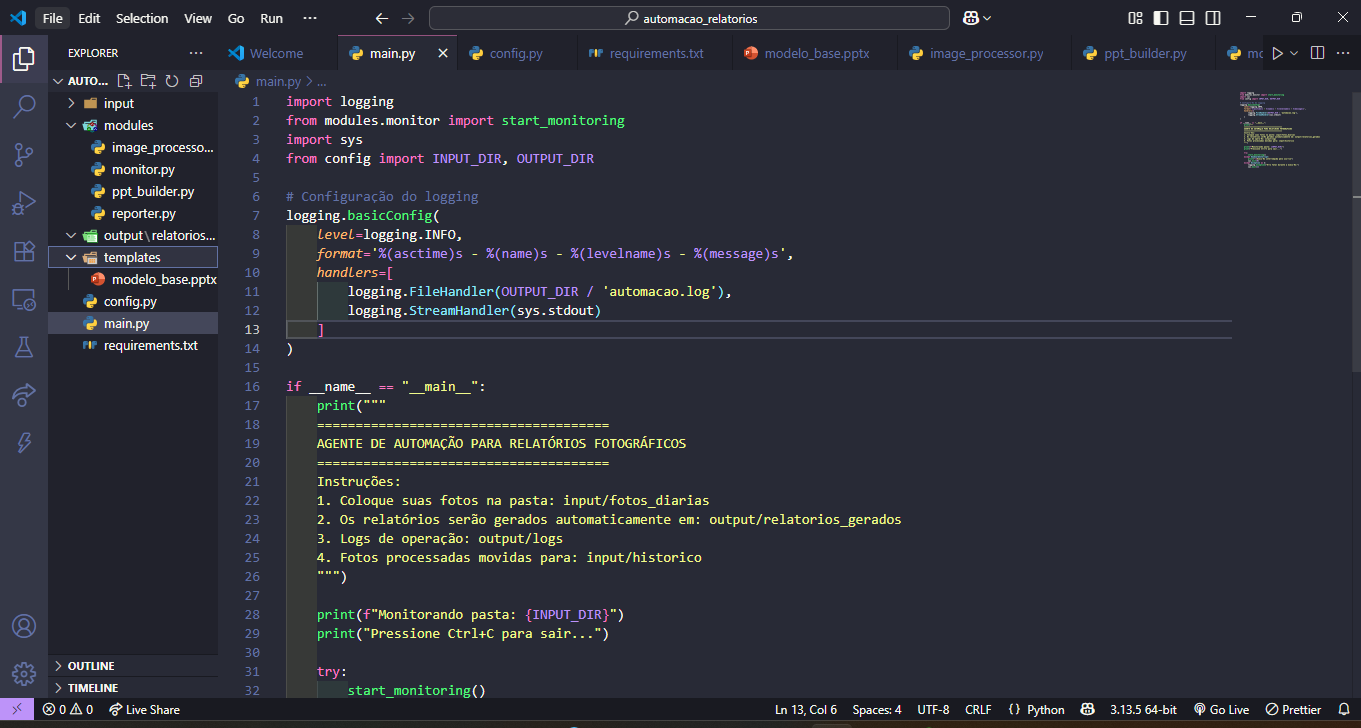 File Edit Selection View Go Run ··· automacao_relatorios
EXPLORER ···
Welcome main.py config.py requirements.txt modelo_base.pptx image_processor.py ppt_builder.py mo
AUTO...
main.py > ...
input
modules
image_processo...
monitor.py
ppt_builder.py
reporter.py
output\relatorios...
templates
modelo_base.pptx
config.py
main.py
requirements.txt
OUTLINE
TIMELINE
1 import logging
2 from modules.monitor import start_monitoring
3 import sys
4 from config import INPUT_DIR, OUTPUT_DIR
5
6 # Configuração do logging
7 logging.basicConfig(
8     level=logging.INFO,
9     format='%(asctime)s - %(name)s - %(levelname)s - %(message)s',
10     handlers=[
11         logging.FileHandler(OUTPUT_DIR / 'automacao.log'),
12         logging.StreamHandler(sys.stdout)
13     ]
14 )
15
16 if __name__ == "__main__":
17     print("""
18     ======================================
19     AGENTE DE AUTOMAÇÃO PARA RELATÓRIOS FOTOGRÁFICOS
20     ======================================
21     Instruções:
22     1. Coloque suas fotos na pasta: input/fotos_diarias
23     2. Os relatórios serão gerados automaticamente em: output/relatorios_gerados
24     3. Logs de operação: output/logs
25     4. Fotos processadas movidas para: input/historico
26     """)
27
28     print(f"Monitorando pasta: {INPUT_DIR}")
29     print("Pressione Ctrl+C para sair...")
30
31     try:
32         start_monitoring()
0 0 Live Share Ln 13, Col 6 Spaces: 4 UTF-8 CRLF {} Python 3.13.5 64-bit Go Live Prettier